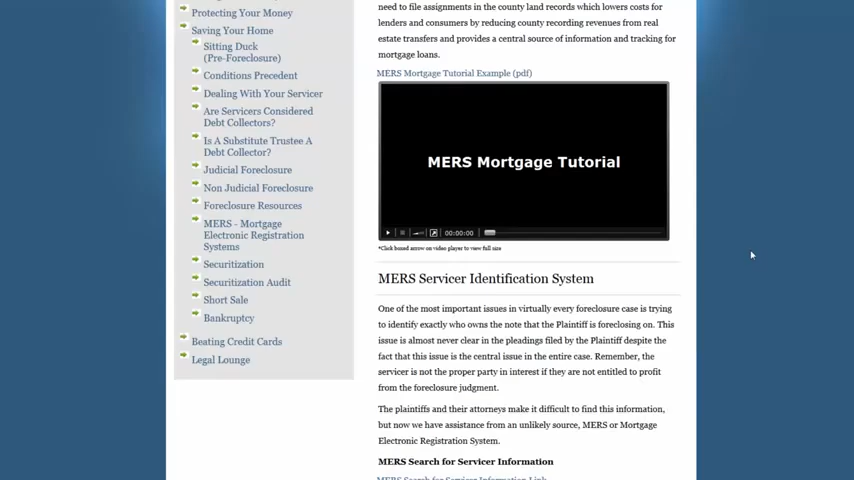 Protecting Your Money
Saving Your Home
Sitting Duck
(Pre-Foreclosure)
Conditions Precedent
Dealing With Your Servicer
Are Servicers Considered
Debt Collectors?
Is A Substitute Trustee A
Debt Collector?
Judicial Foreclosure
Non Judicial Foreclosure
Foreclosure Resources
MERS - Mortgage
Electronic Registration
Systems
Securitization
Securitization Audit
Short Sale
Bankruptcy
Beating Credit Cards
Legal Lounge
need to file assignments in the county land records which lowers costs for
lenders and consumers by reducing county recording revenues from real
estate transfers and provides a central source of information and tracking for
mortgage loans.
MERS Mortgage Tutorial Example (pdf)
MERS Mortgage Tutorial
00:00:00
*Click boxed arrow on video player to view full size
MERS Servicer Identification System
One of the most important issues in virtually every foreclosure case is trying
to identify exactly who owns the note that the Plaintiff is foreclosing on. This
issue is almost never clear in the pleadings filed by the Plaintiff despite the
fact that this issue is the central issue in the entire case. Remember, the
servicer is not the proper party in interest if they are not entitled to profit
from the foreclosure judgment.
The plaintiffs and their attorneys make it difficult to find this information,
but now we have assistance from an unlikely source, MERS or Mortgage
Electronic Registration System.
MERS Search for Servicer Information
MERS Search for Servicer Information Link